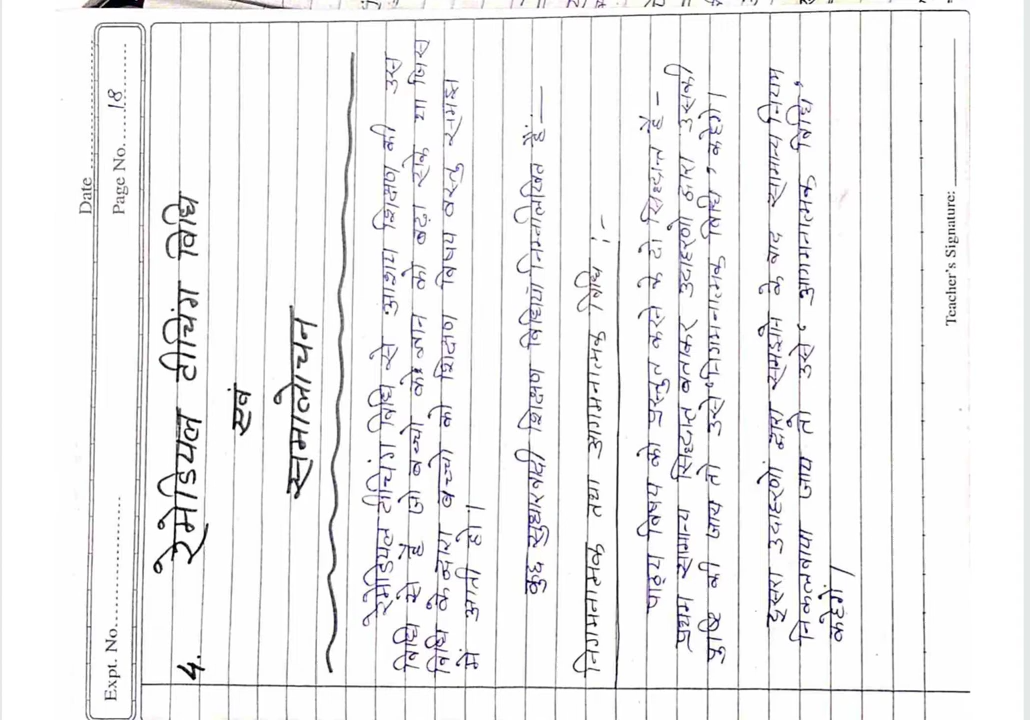 Date
Expt. No.
Page No. 18
4. रेमेडियल टीचिंग विधि
एवं
समालोचन
रेमेडियल टीचिंग विधि से आशय शिक्षण की उस
विधि से है जो बच्चो के ज्ञान को बढ़ा सके या जिस
विधि के द्वारा बच्चो को शिक्षण विषय वस्तु समझ
में आती हो।
कुछ सुधारवादी शिक्षण विधियाँ निम्नलिखित हैं:—
निगमनात्मक तथा आगमनात्मक विधि :-
पाठ्य विषय को प्रस्तुत करने के दो सिध्दान्त हैं -
प्रथम सामान्य सिध्दान्त बताकर उदाहरणो द्वारा उसकी
पुष्टि की जाय तो उसे "निगमनात्मक विधि" कहेगे।
दूसरा उदाहरणों द्वारा समझाने के बाद सामान्य नियम
निकलवाया जाय तो उसे "आगमनात्मक विधि"
कहेगें।
Teacher's Signature: